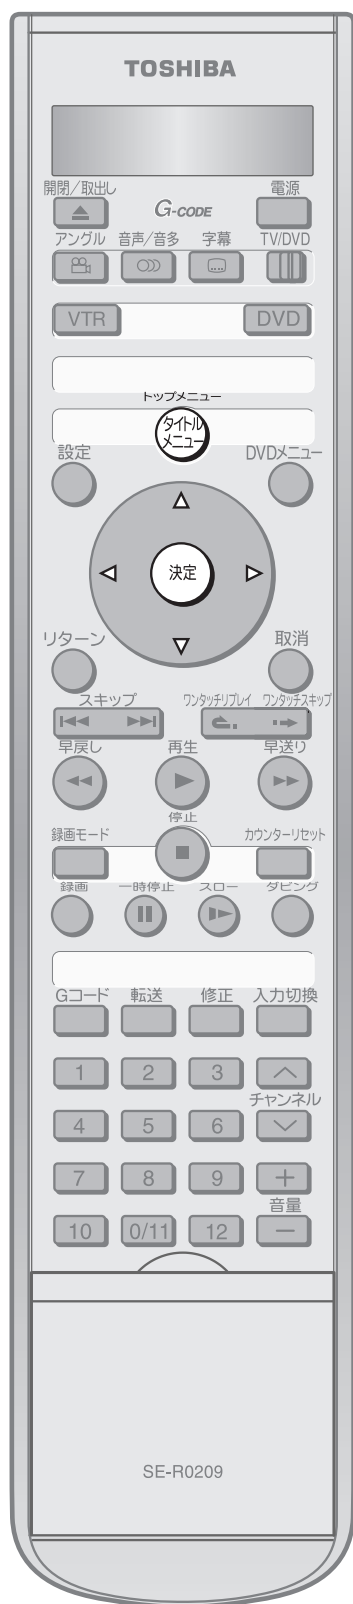 TOSHIBA
開閉/取出し G-CODE 電源
アングル 音声/音多 字幕 TV/DVD
VTR DVD
トップメニュー
タイトル
メニュー
設定 DVDメニュー
決定
リターン 取消
スキップ ワンタッチリプレイ ワンタッチスキップ
早戻し 再生 早送り
停止
録画モード カウンターリセット
録画 一時停止 スロー ダビング
Gコード 転送 修正 入力切換
1 2 3
チャンネル
4 5 6
7 8 9 +
音量
10 0/11 12 −
SE-R0209